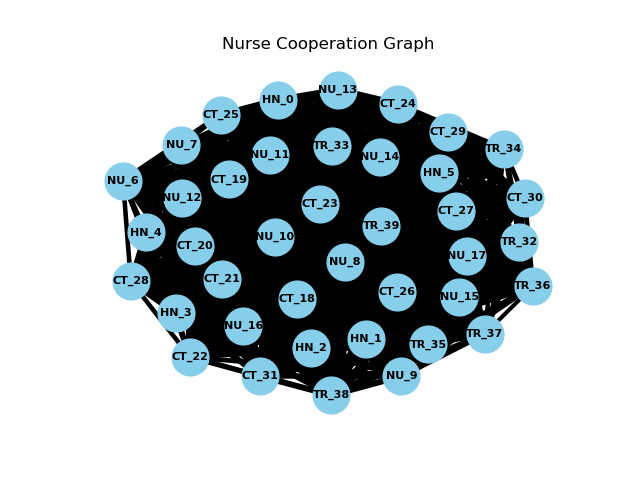 Nurse Cooperation Graph
NU_13
HN_0
CT_24
CT_25
CT_29
NU_7
TR_33
TR_34
NU_11
NU_14
HN_5
CT_19
NU_6
NU_12
CT_30
CT_23
CT_27
TR_39
HN_4
NU_10
TR_32
CT_20
NU_17
NU_8
CT_21
CT_28
TR_36
CT_26
NU_15
CT_18
HN_3
NU_16
TR_37
HN_1
TR_35
HN_2
CT_22
CT_31
NU_9
TR_38